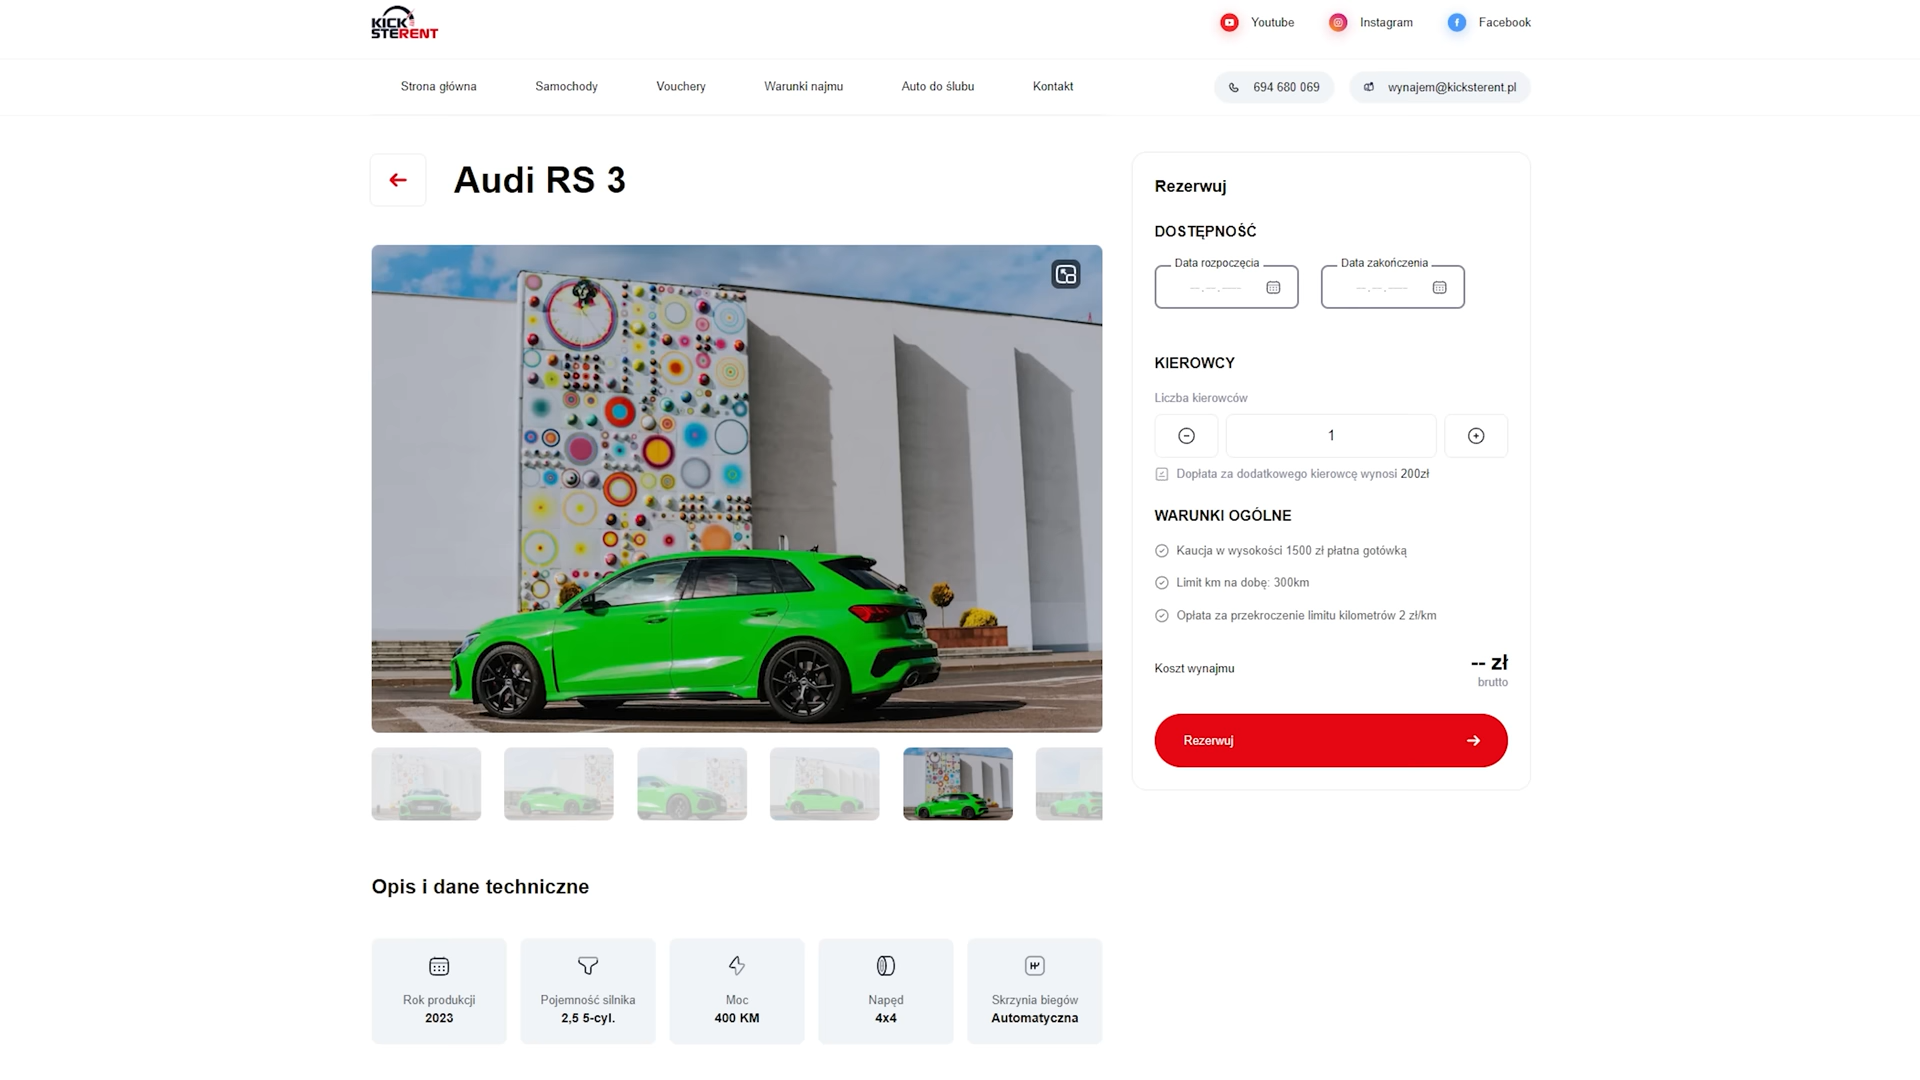 KICK
STERENT
Youtube
Instagram
Facebook
Strona główna
Samochody
Vouchery
Warunki najmu
Auto do ślubu
Kontakt
694 680 069
wynajem@kicksterent.pl
Audi RS 3
Rezerwuj
DOSTĘPNOŚĆ
Data rozpoczęcia
Data zakończenia
--.--.----
--.--.----
KIEROWCY
Liczba kierowców
1
Dopłata za dodatkowego kierowcę wynosi 200zł
WARUNKI OGÓLNE
Kaucja w wysokości 1500 zł płatna gotówką
Limit km na dobę: 300km
Opłata za przekroczenie limitu kilometrów 2 zł/km
Koszt wynajmu
-- zł
brutto
Rezerwuj
Opis i dane techniczne
Rok produkcji
2023
Pojemność silnika
2,5 5-cyl.
Moc
400 KM
Napęd
4x4
Skrzynia biegów
Automatyczna